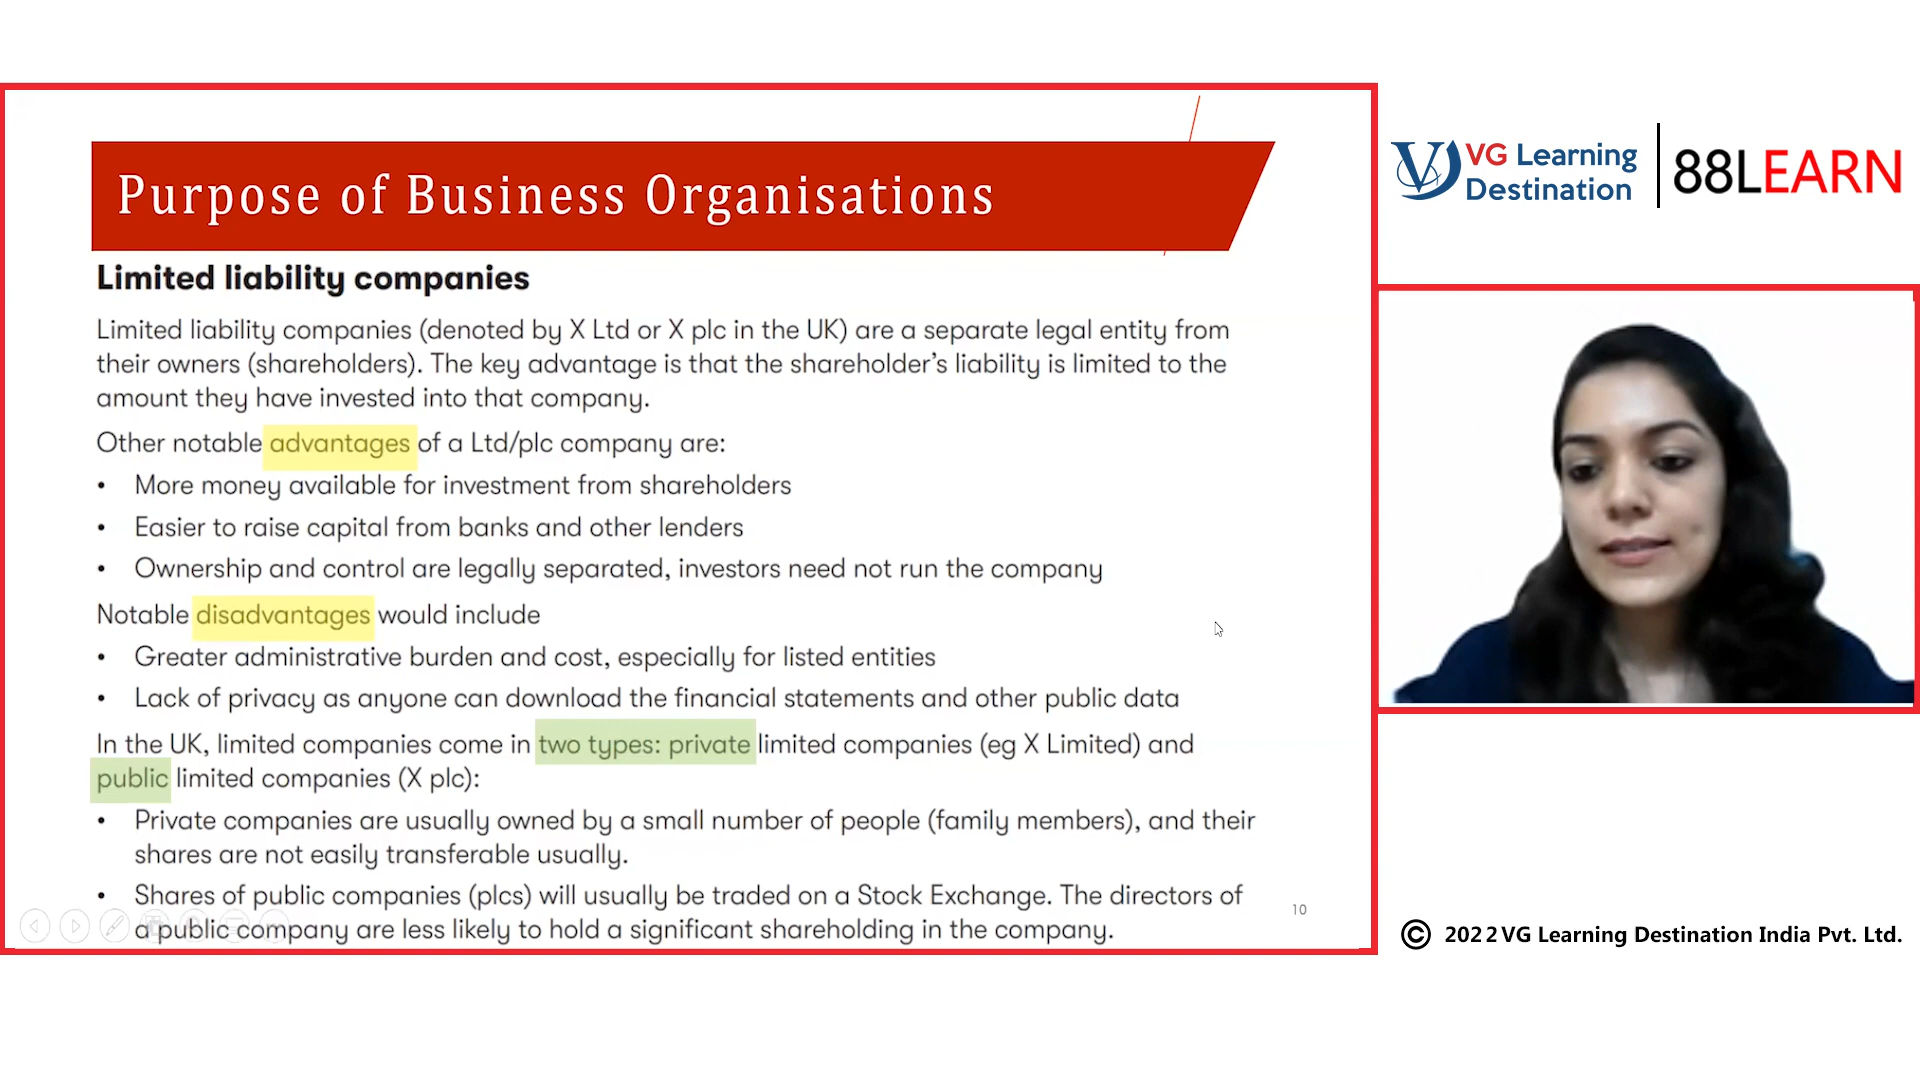 Purpose of Business Organisations
Limited liability companies
Limited liability companies (denoted by X Ltd or X plc in the UK) are a separate legal entity from
their owners (shareholders). The key advantage is that the shareholder's liability is limited to the
amount they have invested into that company.
Other notable advantages of a Ltd/plc company are:
• More money available for investment from shareholders
• Easier to raise capital from banks and other lenders
• Ownership and control are legally separated, investors need not run the company
Notable disadvantages would include
• Greater administrative burden and cost, especially for listed entities
• Lack of privacy as anyone can download the financial statements and other public data
In the UK, limited companies come in two types: private limited companies (eg X Limited) and
public limited companies (X plc):
• Private companies are usually owned by a small number of people (family members), and their
shares are not easily transferable usually.
• Shares of public companies (plcs) will usually be traded on a Stock Exchange. The directors of
a public company are less likely to hold a significant shareholding in the company.
10
VG Learning
Destination
88LEARN
© 2022 VG Learning Destination India Pvt. Ltd.